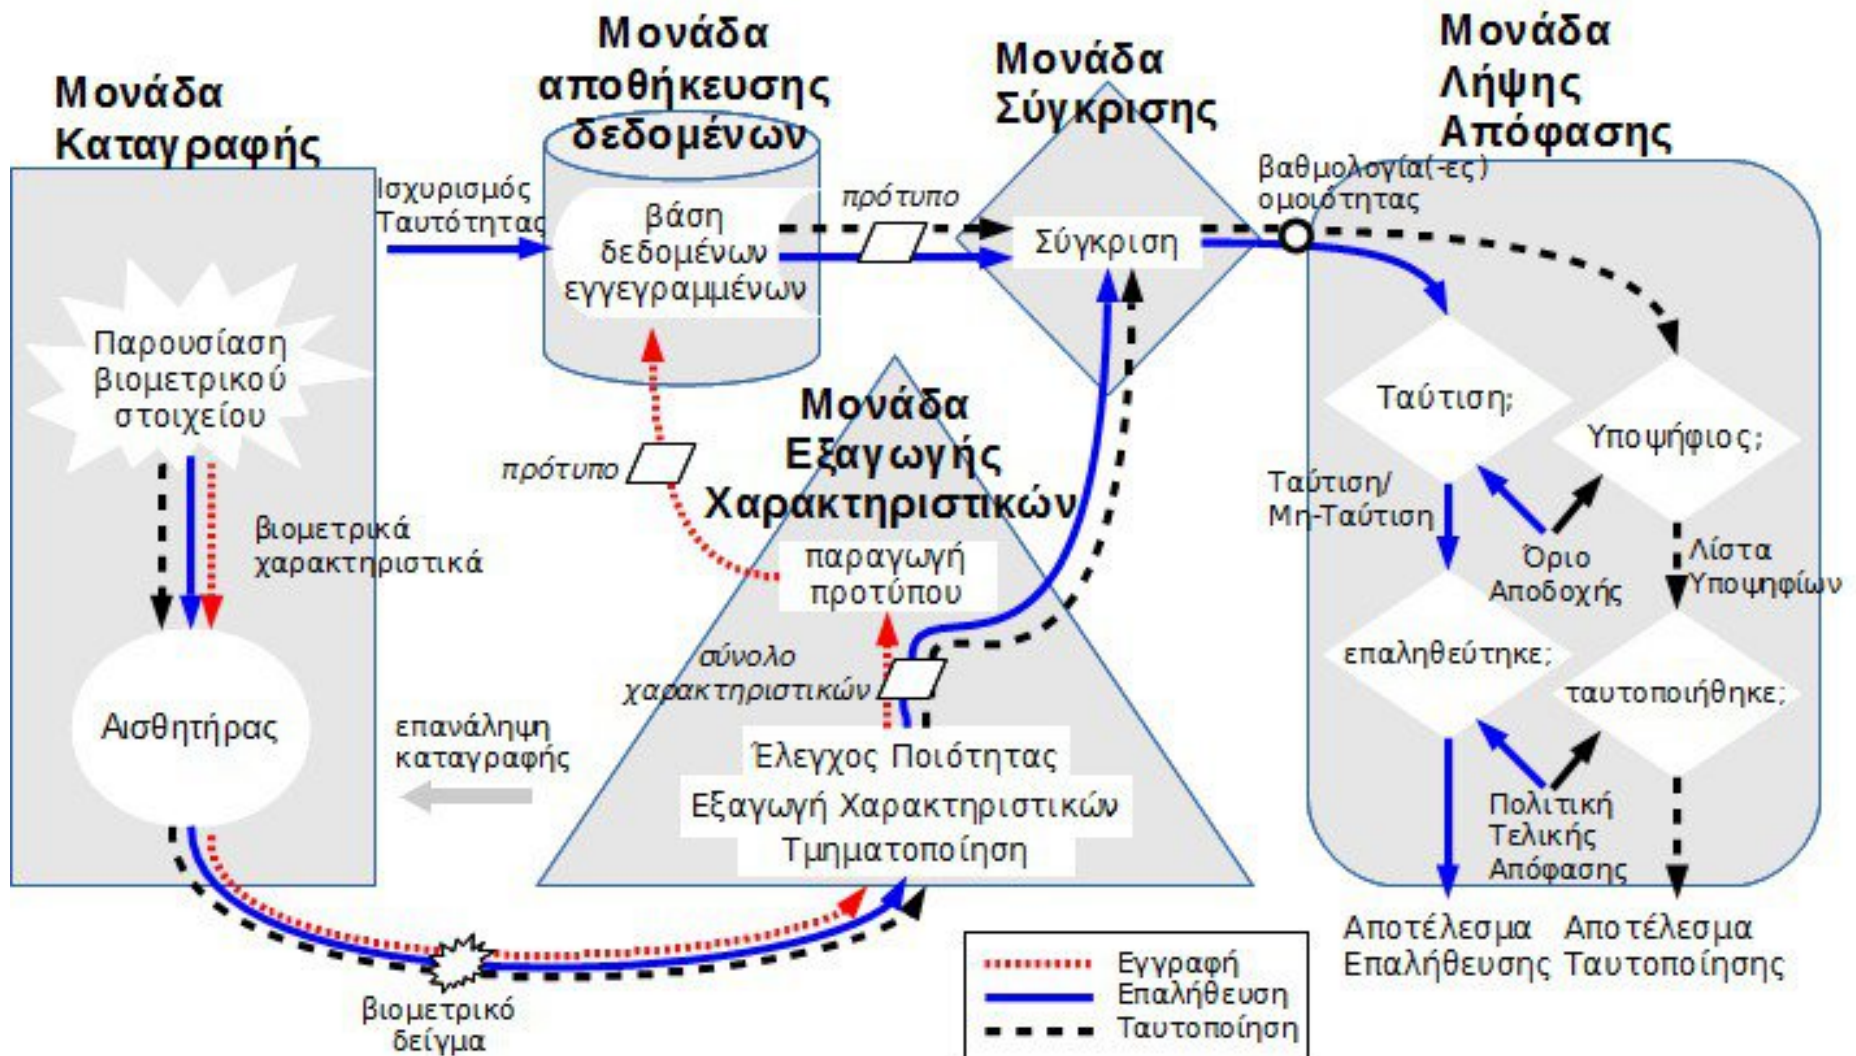 Μονάδα
Καταγραφής
Παρουσίαση
βιομετρικού
στοιχείου
βιομετρικά
χαρακτηριστικά
Αισθητήρας
Ισχυρισμός
Ταυτότητας
Μονάδα
αποθήκευσης
δεδομένων
βάση
δεδομένων
εγγεγραμμένων
πρότυπο
πρότυπο
Μονάδα
Σύγκρισης
Σύγκριση
Μονάδα
Εξαγωγής
Χαρακτηριστικών
παραγωγή
προτύπου
σύνολο
χαρακτηριστικών
Έλεγχος Ποιότητας
Εξαγωγή Χαρακτηριστικών
Τμηματοποίηση
επανάληψη
καταγραφής
βιομετρικό
δείγμα
Μονάδα
Λήψης
Απόφασης
βαθμολογία(-ες)
ομοιότητας
Ταύτιση;
Υποψήφιος;
Ταύτιση/
Μη-Ταύτιση
Όριο
Αποδοχής
Λίστα
Υποψηφίων
επαληθεύτηκε;
ταυτοποιήθηκε;
Πολιτική
Τελικής
Απόφασης
Αποτέλεσμα
Επαλήθευσης
Αποτέλεσμα
Ταυτοποίησης
Εγγραφή
Επαλήθευση
Ταυτοποίηση